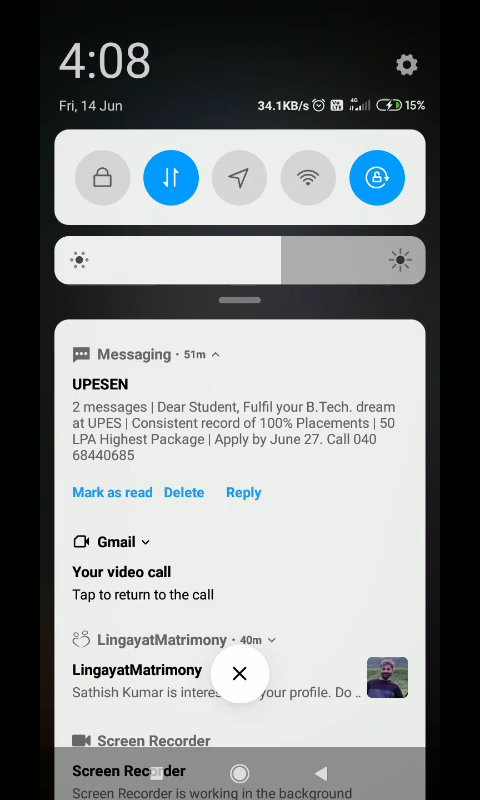 4:08
Fri, 14 Jun
34.1KB/s 4G 15%
Messaging · 51m
UPESEN
2 messages | Dear Student, Fulfil your B.Tech. dream
at UPES | Consistent record of 100% Placements | 50
LPA Highest Package | Apply by June 27. Call 040
68440685
Mark as read Delete Reply
Gmail
Your video call
Tap to return to the call
LingayatMatrimony · 40m
LingayatMatrimony
Sathish Kumar is your profile. Do ..
Screen Recorder
Screen Recorder
Screen Recorder is working in the background